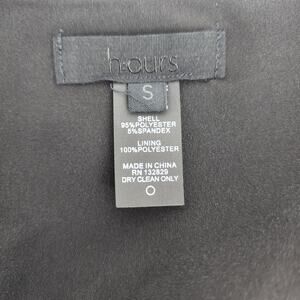 h:ours
S
SHELL
95%POLYESTER
5%SPANDEX
LINING
100%POLYESTER
MADE IN CHINA
RN 132829
DRY CLEAN ONLY